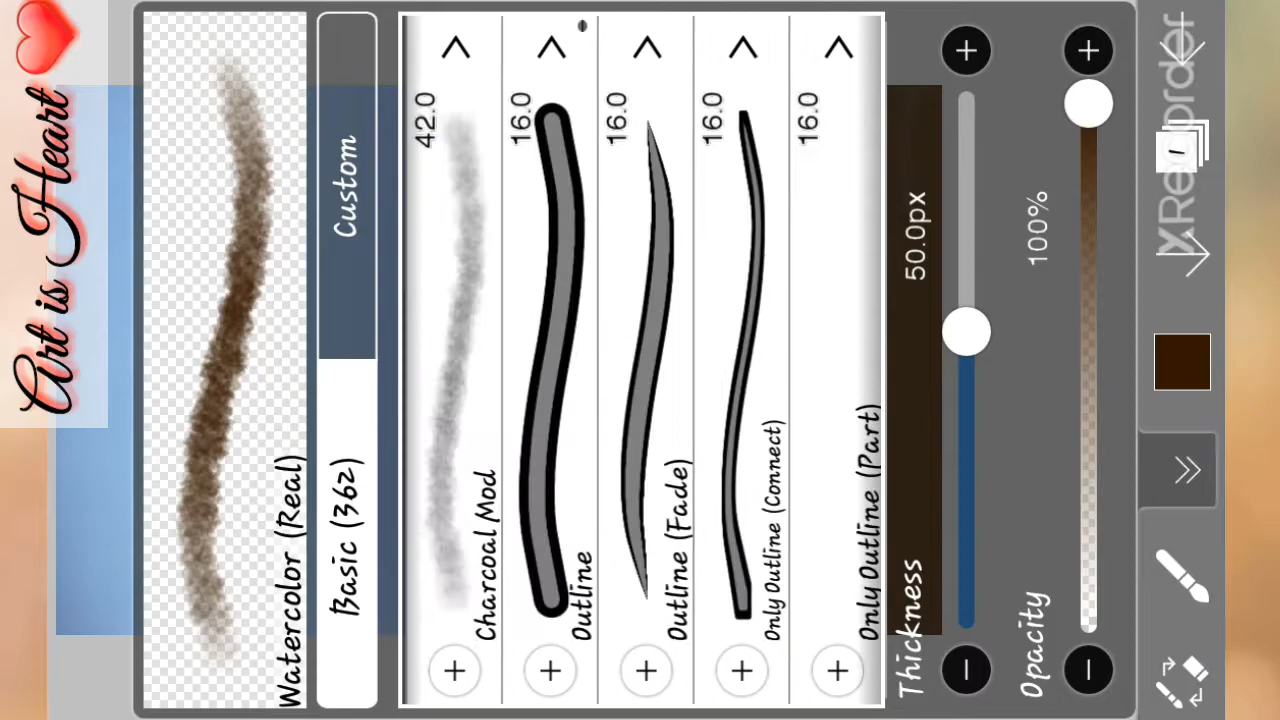 Art is Heart
Watercolor (Real)
Basic (362)
Custom
42.0
Charcoal Mod
16.0
Outline
16.0
Outline (Fade)
16.0
Only Outline (Connect)
16.0
Only Outline (Part)
Thickness
50.0px
Opacity
100%
1